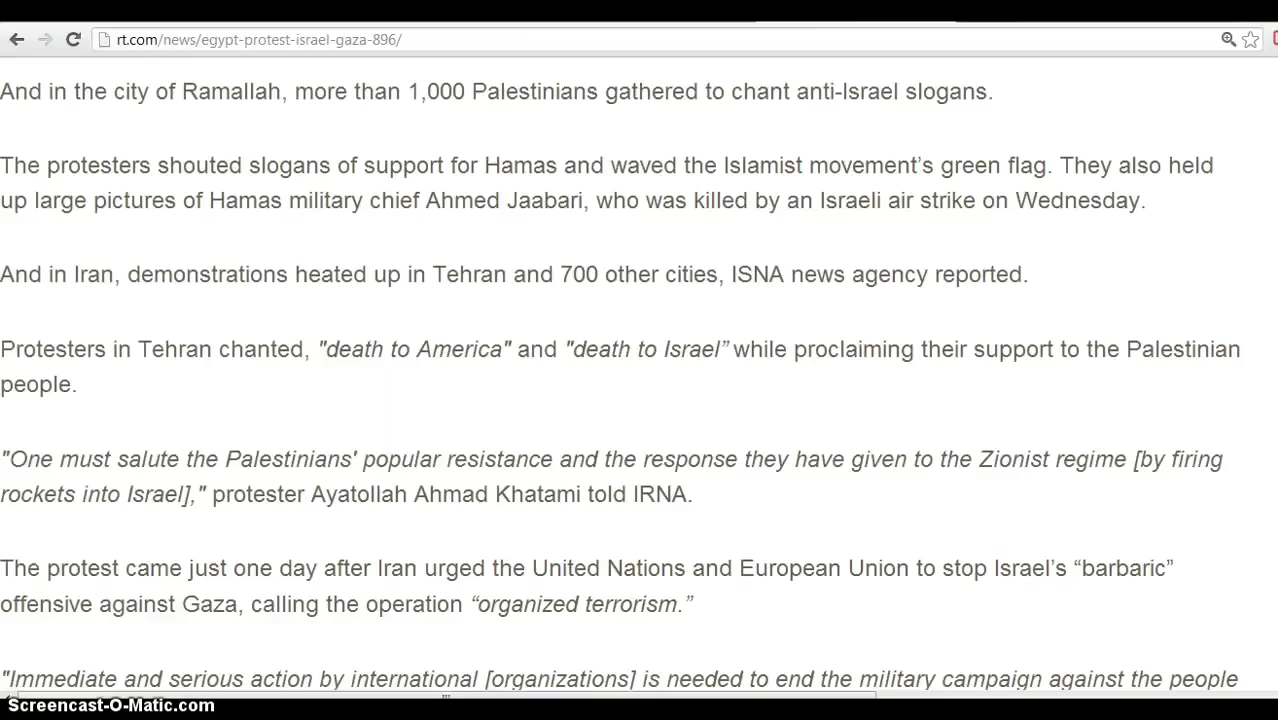 rt.com/news/egypt-protest-israel-gaza-896/
And in the city of Ramallah, more than 1,000 Palestinians gathered to chant anti-Israel slogans.
The protesters shouted slogans of support for Hamas and waved the Islamist movement’s green flag. They also held
up large pictures of Hamas military chief Ahmed Jaabari, who was killed by an Israeli air strike on Wednesday.
And in Iran, demonstrations heated up in Tehran and 700 other cities, ISNA news agency reported.
Protesters in Tehran chanted, "death to America" and "death to Israel” while proclaiming their support to the Palestinian
people.
"One must salute the Palestinians' popular resistance and the response they have given to the Zionist regime [by firing
rockets into Israel]," protester Ayatollah Ahmad Khatami told IRNA.
The protest came just one day after Iran urged the United Nations and European Union to stop Israel’s “barbaric”
offensive against Gaza, calling the operation “organized terrorism.”
"Immediate and serious action by international [organizations] is needed to end the military campaign against the people
Screencast-O-Matic.com